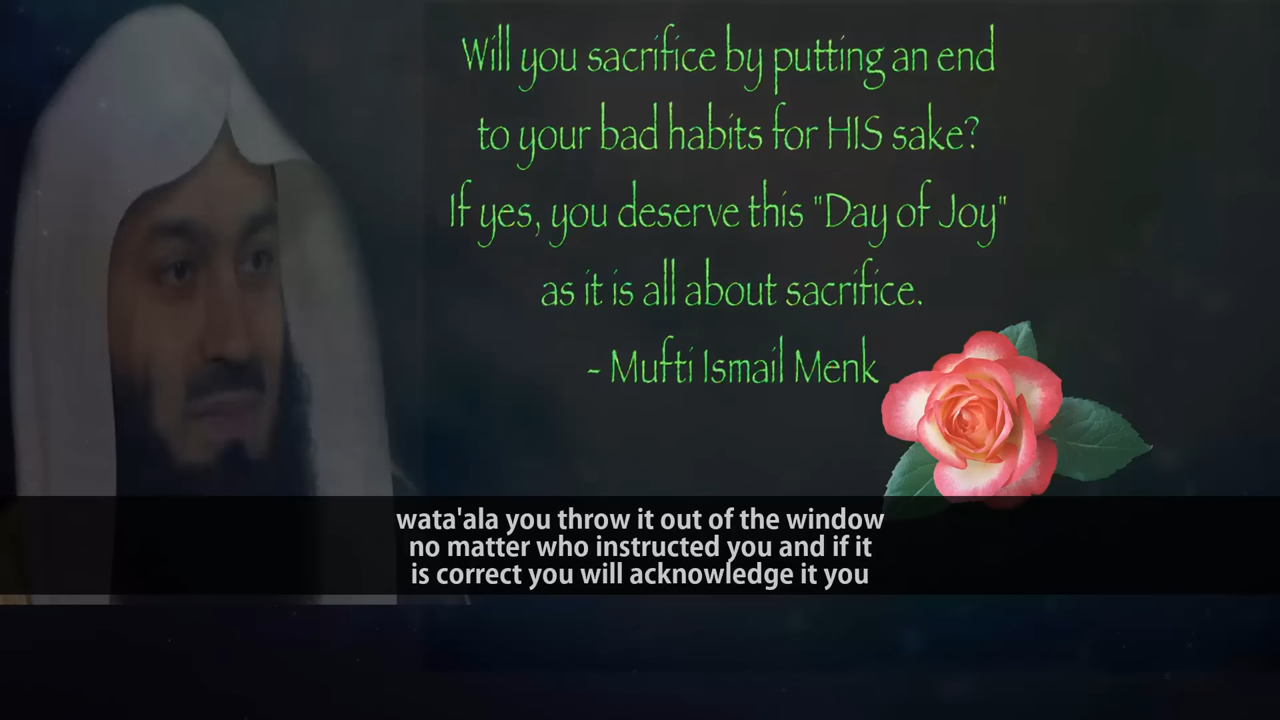 Will you sacrifice by putting an end
to your bad habits for HIS sake?
If yes, you deserve this "Day of Joy"
as it is all about sacrifice.
- Mufti Ismail Menk
wata'ala you throw it out of the window
no matter who instructed you and if it
is correct you will acknowledge it you